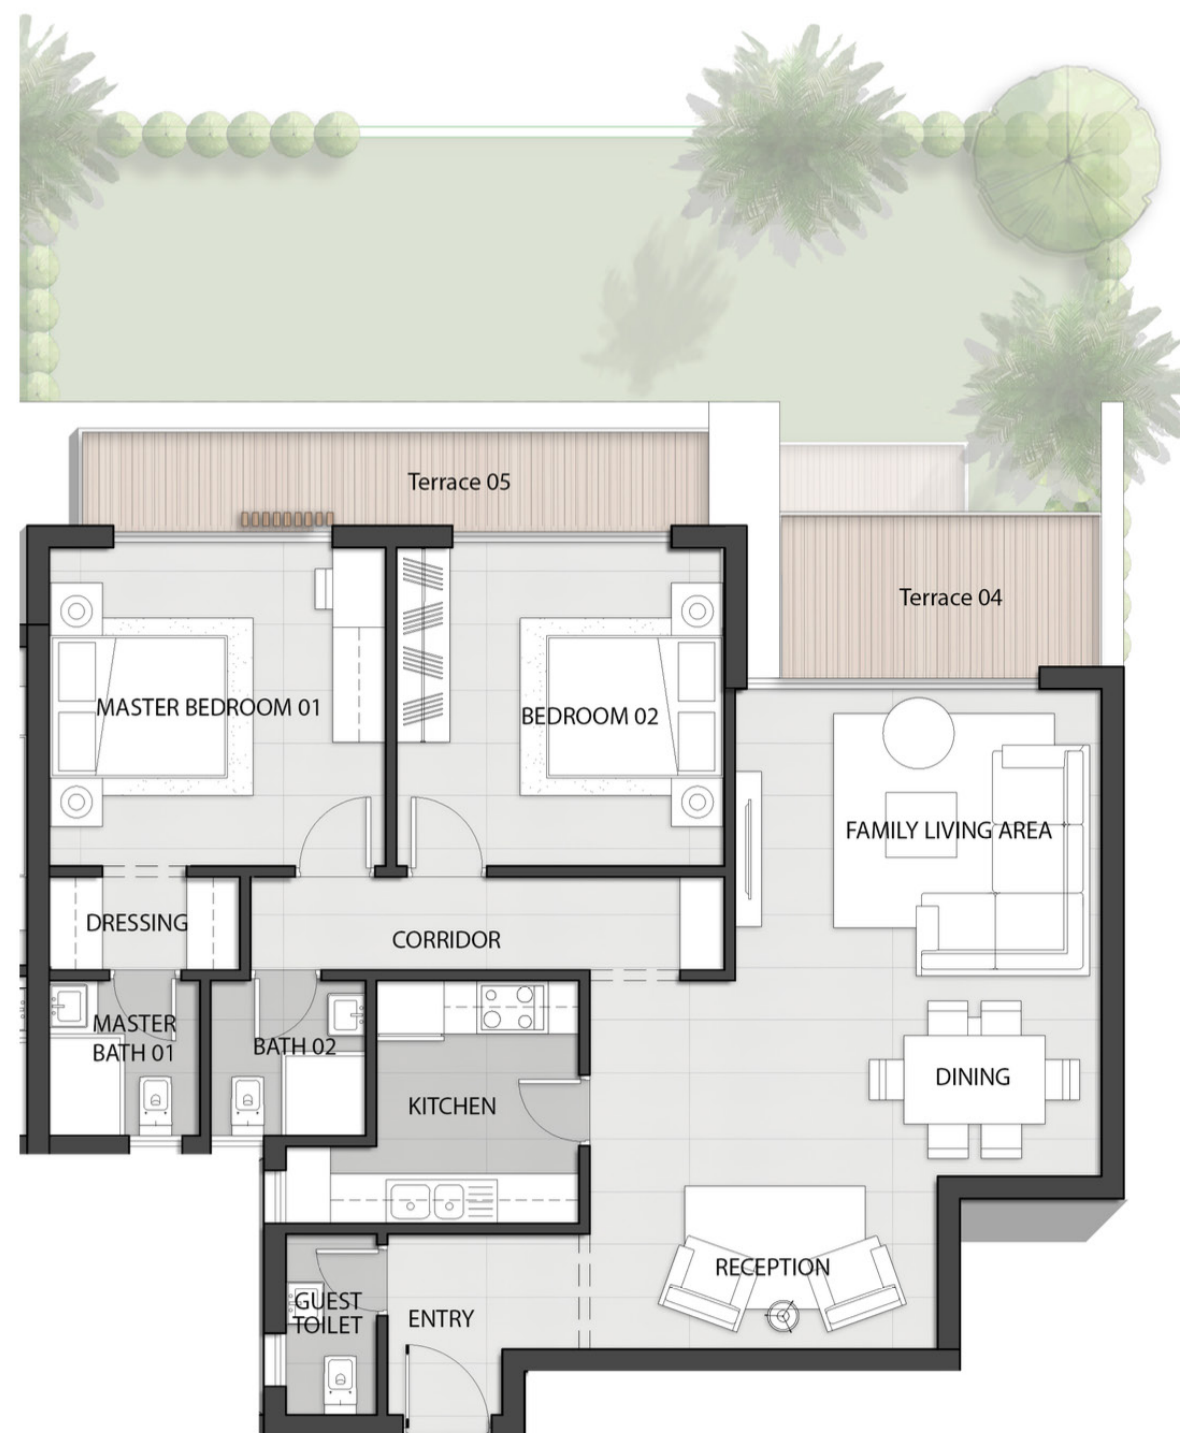 Terrace 05
Terrace 04
MASTER BEDROOM 01
BEDROOM 02
FAMILY LIVING AREA
DRESSING
CORRIDOR
MASTER
BATH 01
BATH 02
KITCHEN
DINING
RECEPTION
GUEST
TOILET
ENTRY